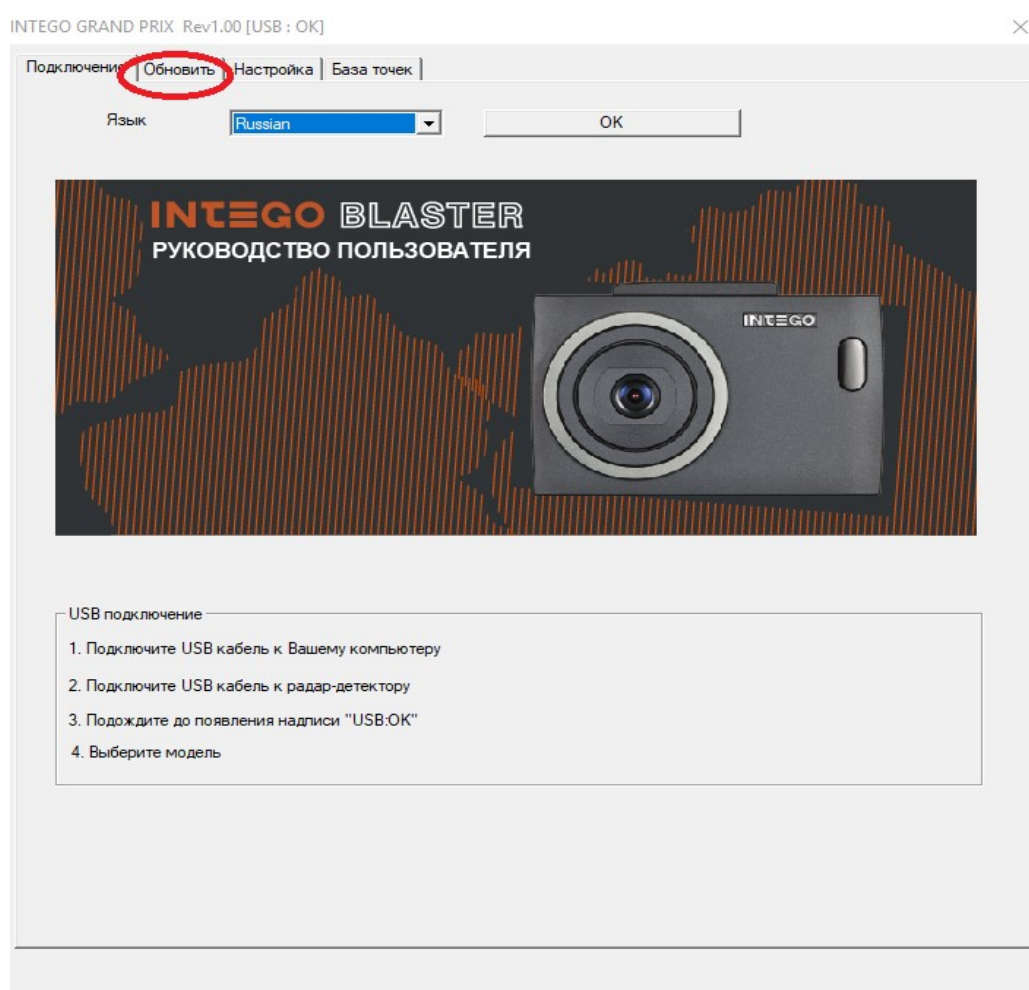 INTEGO GRAND PRIX Rev1.00 [USB : OK]
Подключение Обновить Настройка База точек
Язык Russian OK
INTEGO BLASTER
РУКОВОДСТВО ПОЛЬЗОВАТЕЛЯ
INTEGO
USB подключение
1. Подключите USB кабель к Вашему компьютеру
2. Подключите USB кабель к радар-детектору
3. Подождите до появления надписи "USB:OK"
4. Выберите модель